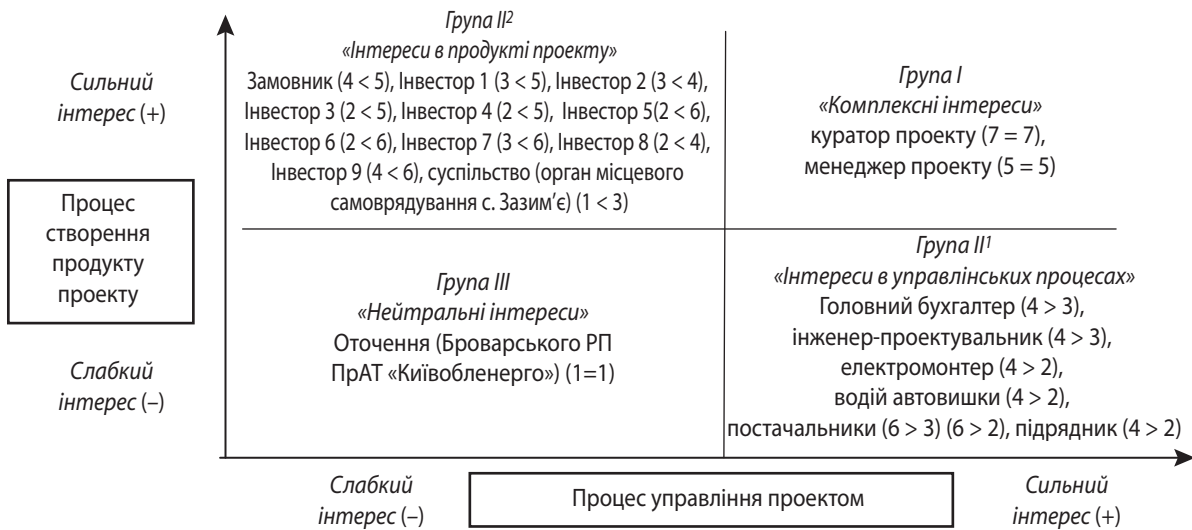 Група II²
«Інтереси в продукті проекту»
Замовник (4 < 5), Інвестор 1 (3 < 5), Інвестор 2 (3 < 4),
Інвестор 3 (2 < 5), Інвестор 4 (2 < 5), Інвестор 5(2 < 6),
Інвестор 6 (2 < 6), Інвестор 7 (3 < 6), Інвестор 8 (2 < 4),
Інвестор 9 (4 < 6), суспільство (орган місцевого
самоврядування с. Зазим’є) (1 < 3)
Сильний
інтерес (+)
Група I
«Комплексні інтереси»
куратор проекту (7 = 7),
менеджер проекту (5 = 5)
Процес
створення
продукту
проекту
Група III
«Нейтральні інтереси»
Оточення (Броварського РП
ПрАТ «Київобленерго») (1=1)
Група II¹
«Інтереси в управлінських процесах»
Головний бухгалтер (4 > 3),
інженер-проектувальник (4 > 3),
електромонтер (4 > 2),
водій автовишки (4 > 2),
постачальники (6 > 3) (6 > 2), підрядник (4 > 2)
Слабкий
інтерес (–)
Слабкий
інтерес (–)
Процес управління проектом
Сильний
інтерес (+)